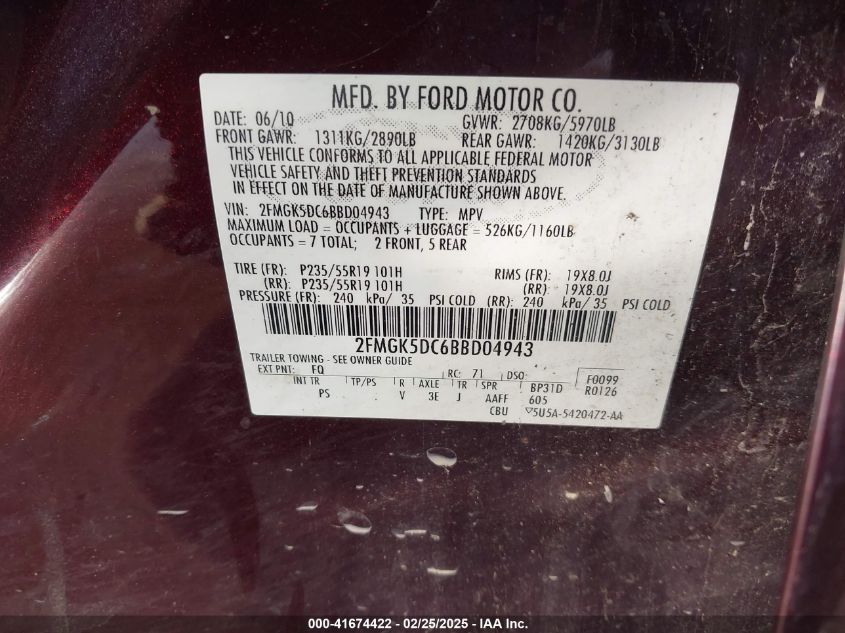 MFD. BY FORD MOTOR CO.
DATE: 06/10 GVWR: 2708KG/5970LB
FRONT GAWR: 1311KG/2890LB REAR GAWR: 1420KG/3130LB
THIS VEHICLE CONFORMS TO ALL APPLICABLE FEDERAL MOTOR
VEHICLE SAFETY AND THEFT PREVENTION STANDARDS
IN EFFECT ON THE DATE OF MANUFACTURE SHOWN ABOVE.
VIN: 2FMGK5DC6BBD04943 TYPE: MPV
MAXIMUM LOAD = OCCUPANTS + LUGGAGE = 526KG/1160LB
OCCUPANTS = 7 TOTAL; 2 FRONT, 5 REAR
TIRE (FR): P235/55R19 101H RIMS (FR): 19X8.0J
(RR): P235/55R19 101H (RR): 19X8.0J
PRESSURE (FR): 240 kPa/ 35 PSI COLD (RR): 240 kPa/ 35 PSI COLD
2FMGK5DC6BBD04943
TRAILER TOWING - SEE OWNER GUIDE
EXT PNT: FQ RC: 71 DSO: F0099
INT TR TP/PS R AXLE TR SPR BP31D R0126
PS V 3E J AAFF 605
CBU 5U5A-5420472-AA
000-41674422 - 02/25/2025 - IAA Inc.